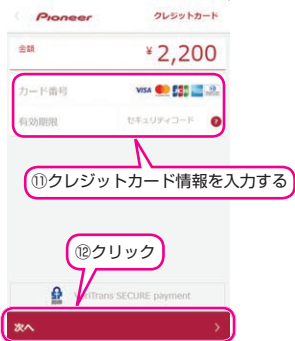 Pioneer クレジットカード
金額 ¥ 2,200
カード番号 VISA
有効期限 セキュリティコード ?
⑪クレジットカード情報を入力する
⑫クリック
VeriTrans SECURE payment
次へ >